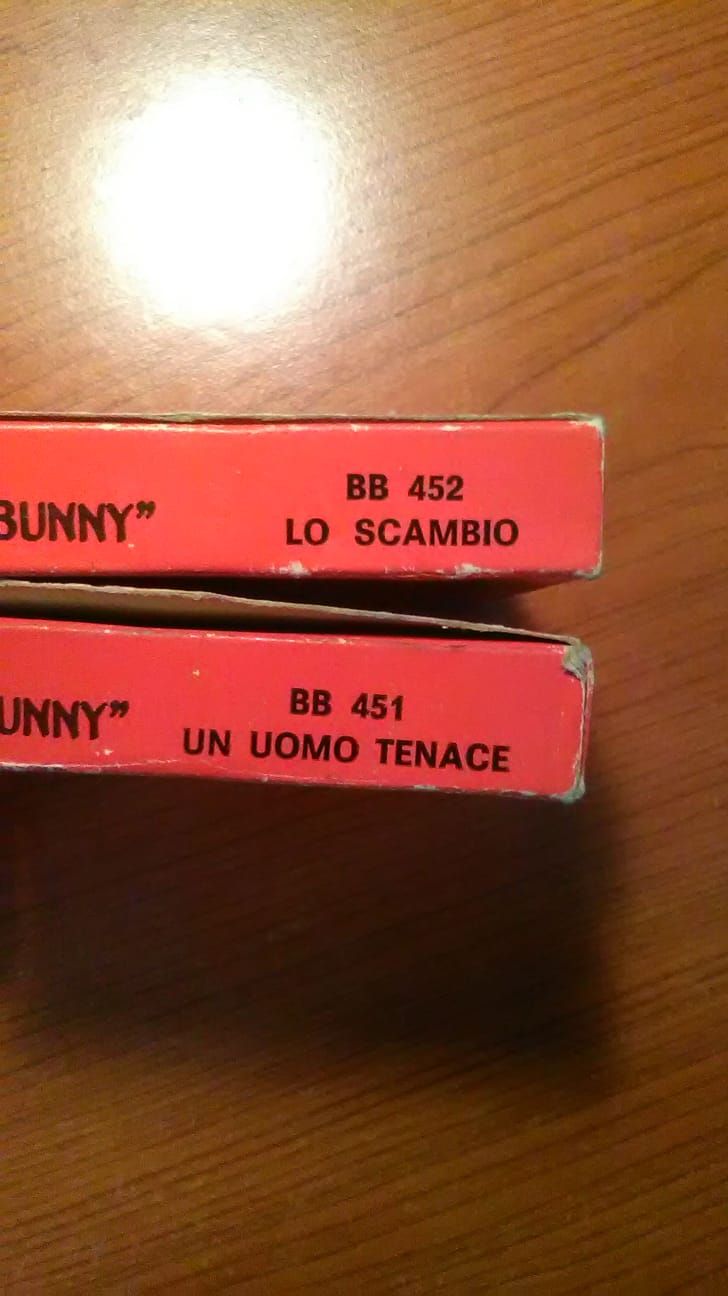 BUNNY”
BB 452
LO SCAMBIO
UNNY”
BB 451
UN UOMO TENACE